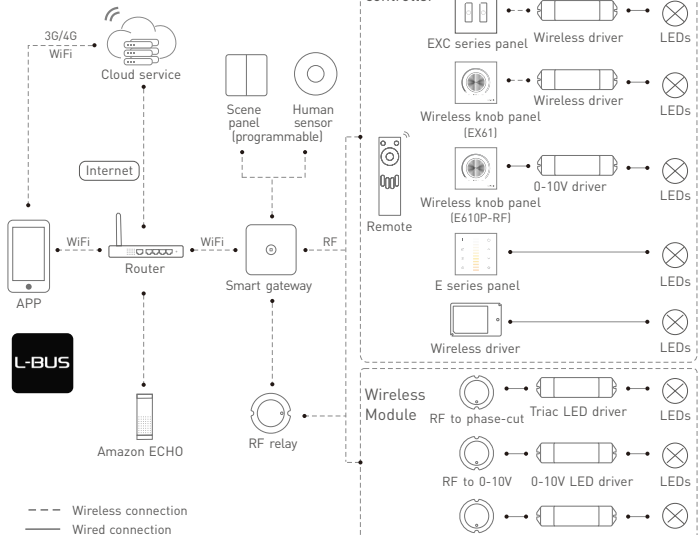 Controller
3G/4G
WiFi
Cloud service
EXC series panel
Wireless driver
LEDs
Scene
panel
Human
sensor
(programmable)
Wireless knob panel
(EX61)
Wireless driver
LEDs
Internet
Remote
Wireless knob panel
(E610P-RF)
0-10V driver
LEDs
APP
WiFi
Router
WiFi
Smart gateway
RF
E series panel
LEDs
L-BUS
Wireless driver
LEDs
Amazon ECHO
RF relay
Wireless
Module
RF to phase-cut
Triac LED driver
LEDs
RF to 0-10V
0-10V LED driver
LEDs
Wireless connection
Wired connection